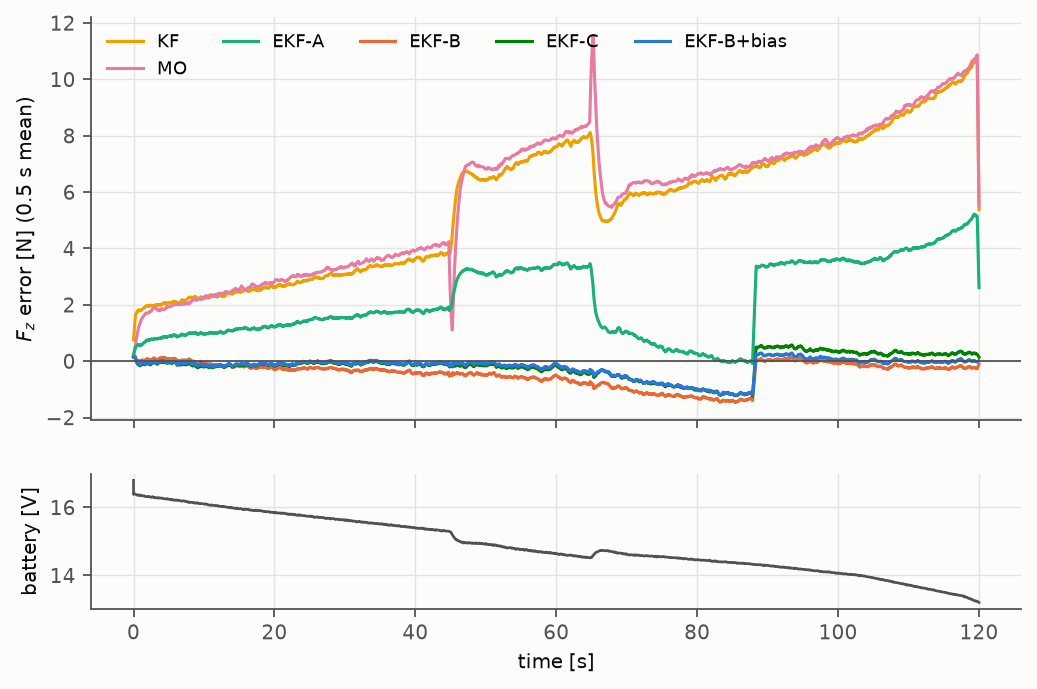 KF EKF-A EKF-B EKF-C EKF-B+bias
MO
F_z error [N] (0.5 s mean)
12
10
8
6
4
2
0
−2
battery [V]
16
14
0 20 40 60 80 100 120
time [s]